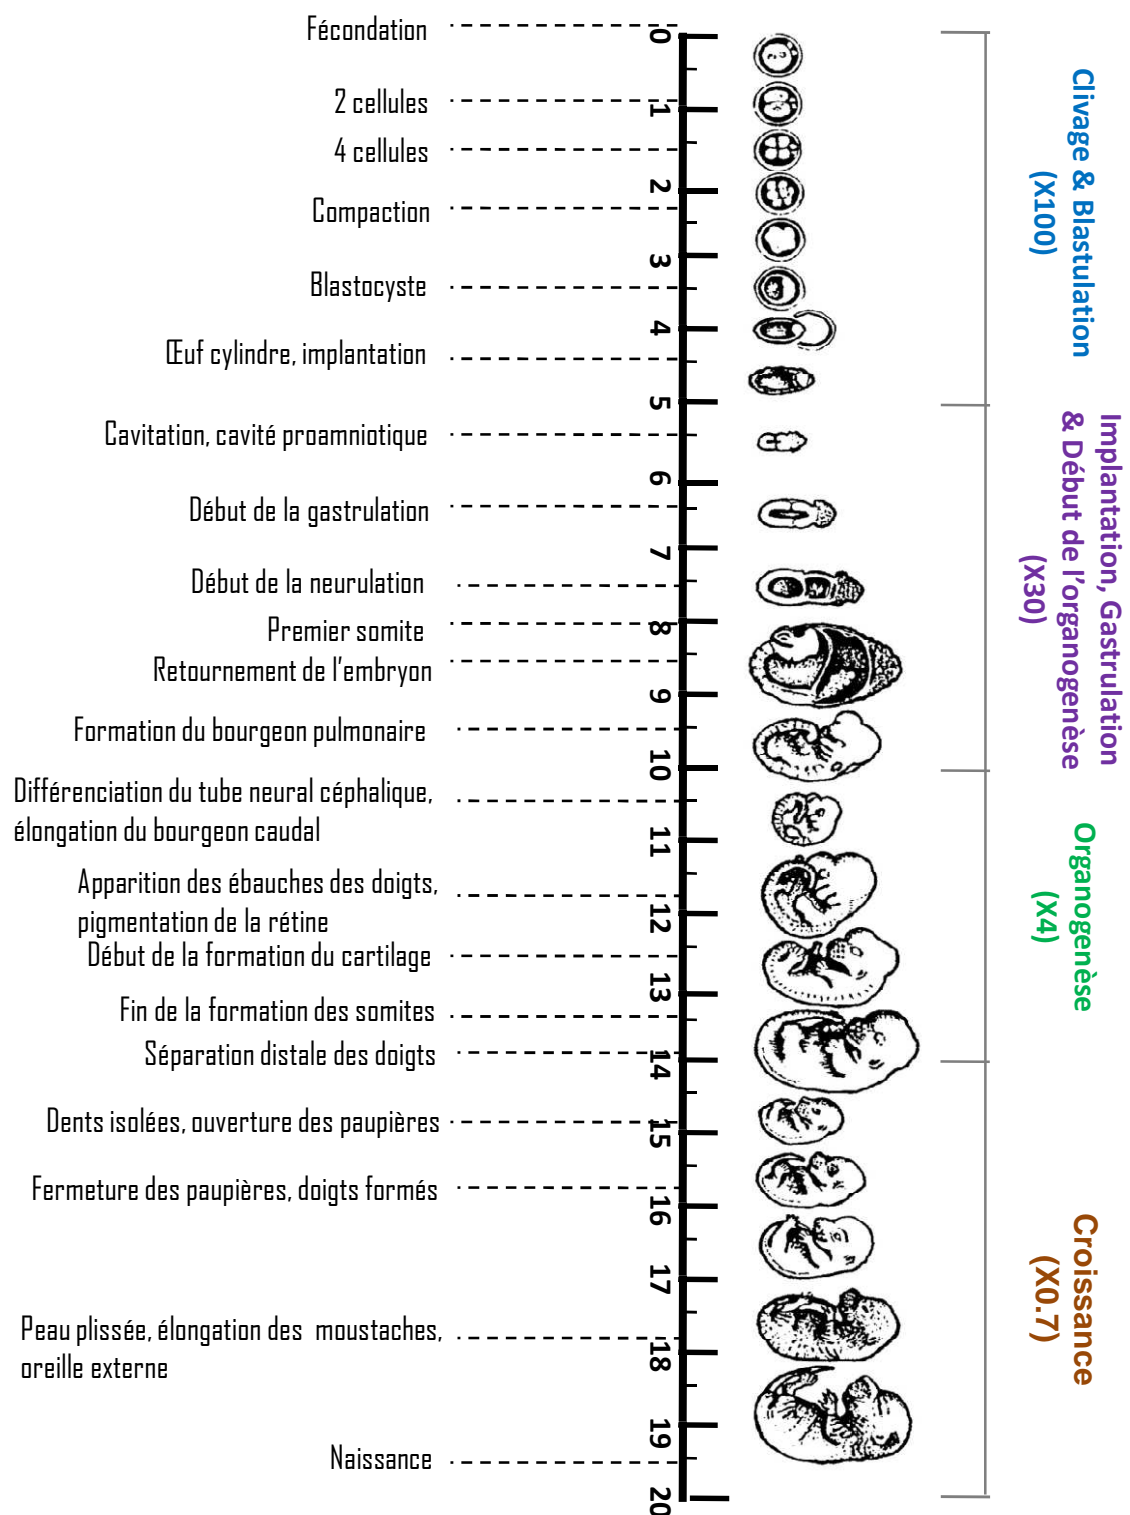 Fécondation
2 cellules
4 cellules
Compaction
Blastocyste
Œuf cylindre, implantation
Cavitation, cavité proamniotique
Début de la gastrulation
Début de la neurulation
Premier somite
Retournement de l'embryon
Formation du bourgeon pulmonaire
Différenciation du tube neural céphalique,
élongation du bourgeon caudal
Apparition des ébauches des doigts,
pigmentation de la rétine
Début de la formation du cartilage
Fin de la formation des somites
Séparation distale des doigts
Dents isolées, ouverture des paupières
Fermeture des paupières, doigts formés
Peau plissée, élongation des moustaches,
oreille externe
Naissance
0
1
2
3
4
5
6
7
8
9
10
11
12
13
14
15
16
17
18
19
20
Clivage & Blastulation
(X100)
Implantation, Gastrulation
& Début de l'organogenèse
(X30)
Organogenèse
(X4)
Croissance
(X0.7)